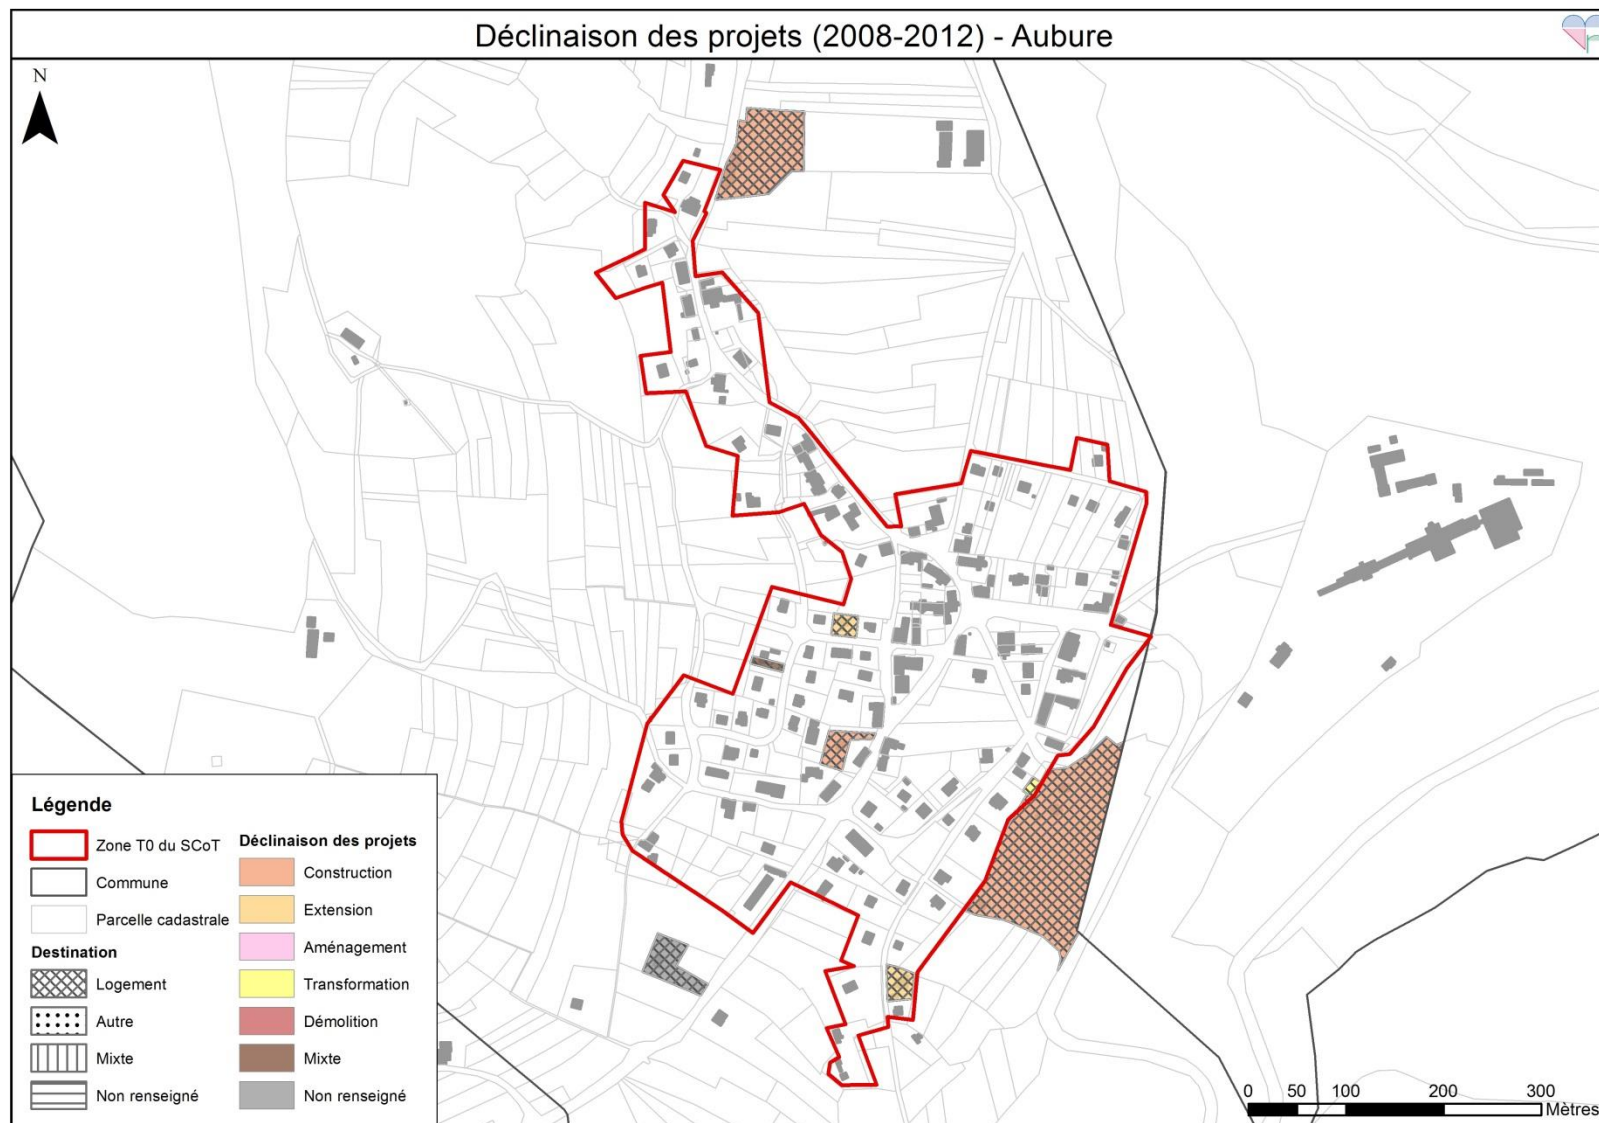 Déclinaison des projets (2008-2012) - Aubure
N
Légende
Zone T0 du SCoT
Commune
Parcelle cadastrale
Destination
Logement
Autre
Mixte
Non renseigné
Déclinaison des projets
Construction
Extension
Aménagement
Transformation
Démolition
Mixte
Non renseigné
0 50 100 200 300
Mètres